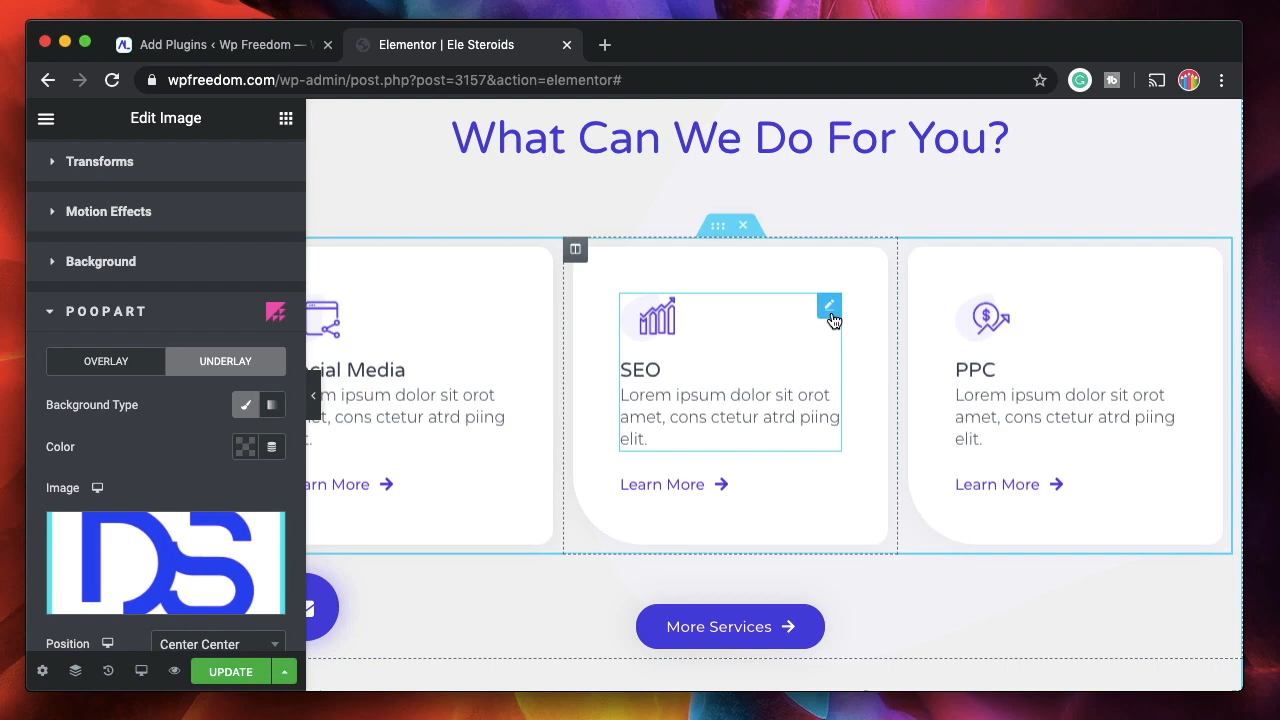 Add Plugins ‹ Wp Freedom —
Elementor | Ele Steroids
wpfreedom.com/wp-admin/post.php?post=3157&action=elementor#
tb
Edit Image
Transforms
Motion Effects
Background
POOPART
OVERLAY
UNDERLAY
Background Type
Color
Image
DS
Position
Center Center
UPDATE
What Can We Do For You?
cial Media
m ipsum dolor sit orot
t, cons ctetur atrd piing
t.
arn More
SEO
Lorem ipsum dolor sit orot
amet, cons ctetur atrd piing
elit.
Learn More
PPC
Lorem ipsum dolor sit orot
amet, cons ctetur atrd piing
elit.
Learn More
More Services